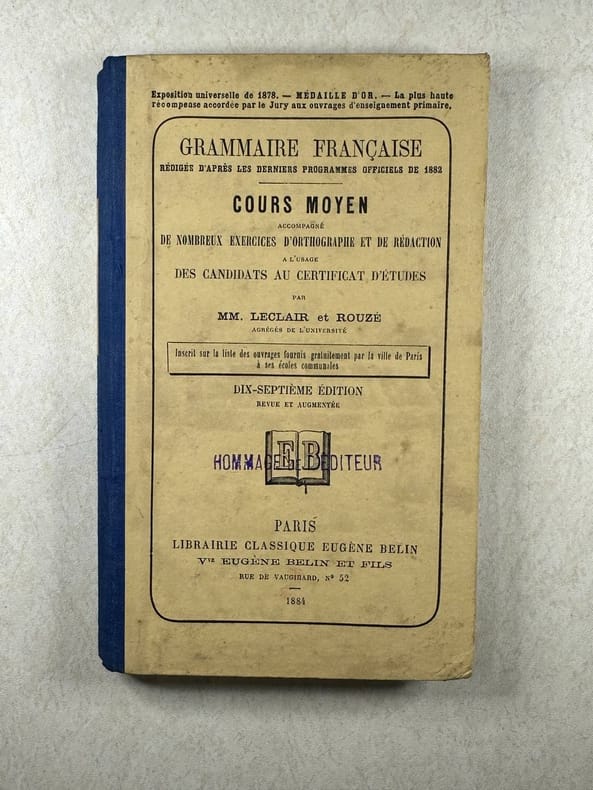 Exposition universelle de 1878. — MÉDAILLE D'OR. — La plus haute
récompense accordée par le Jury aux ouvrages d'enseignement primaire.
GRAMMAIRE FRANÇAISE
RÉDIGÉE D'APRÈS LES DERNIERS PROGRAMMES OFFICIELS DE 1882
COURS MOYEN
ACCOMPAGNÉ
DE NOMBREUX EXERCICES D'ORTHOGRAPHE ET DE RÉDACTION
A L'USAGE
DES CANDIDATS AU CERTIFICAT D'ÉTUDES
PAR
MM. LECLAIR et ROUZÉ
AGRÉGÉS DE L'UNIVERSITÉ
Inscrit sur la liste des ouvrages fournis gratuitement par la ville de Paris
à ses écoles communales
DIX-SEPTIÈME ÉDITION
REVUE ET AUGMENTÉE
EB
HOMMAGE DE L'ÉDITEUR
PARIS
LIBRAIRIE CLASSIQUE EUGÈNE BELIN
Vve EUGÈNE BELIN ET FILS
RUE DE VAUGIRARD, Nº 52
1884